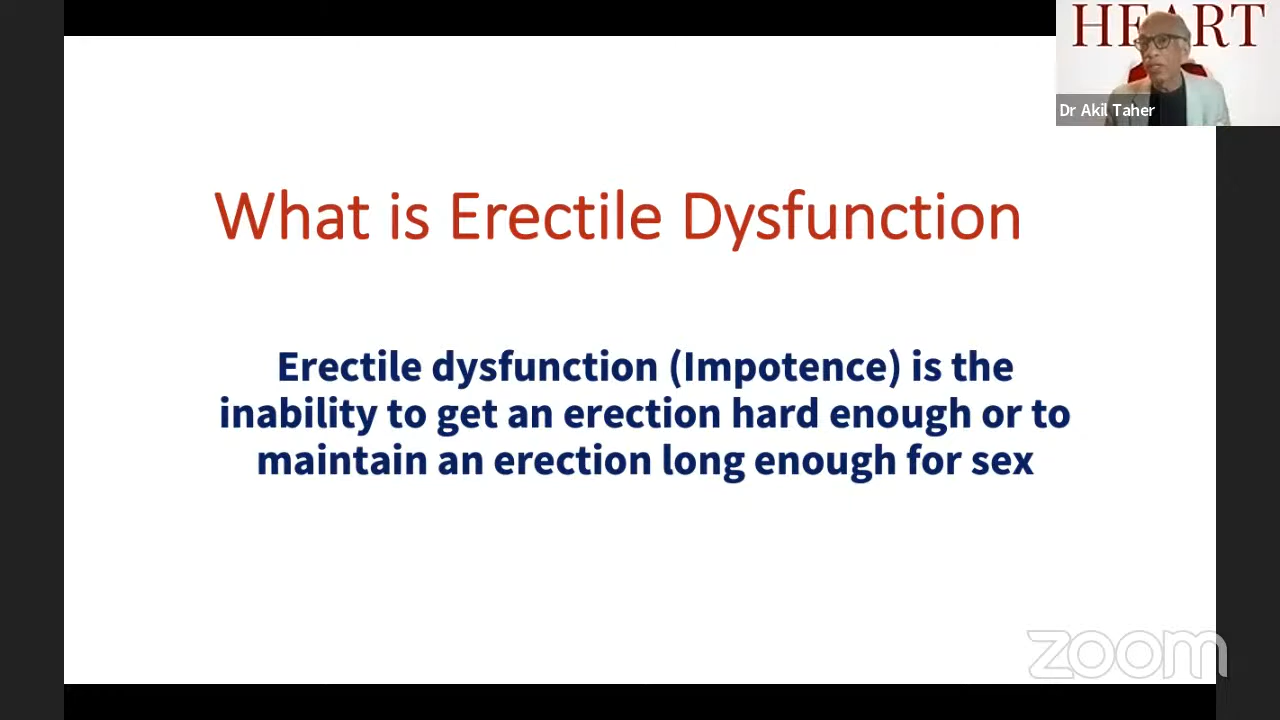 HEART
Dr Akil Taher
What is Erectile Dysfunction
Erectile dysfunction (Impotence) is the
inability to get an erection hard enough or to
maintain an erection long enough for sex
zoom